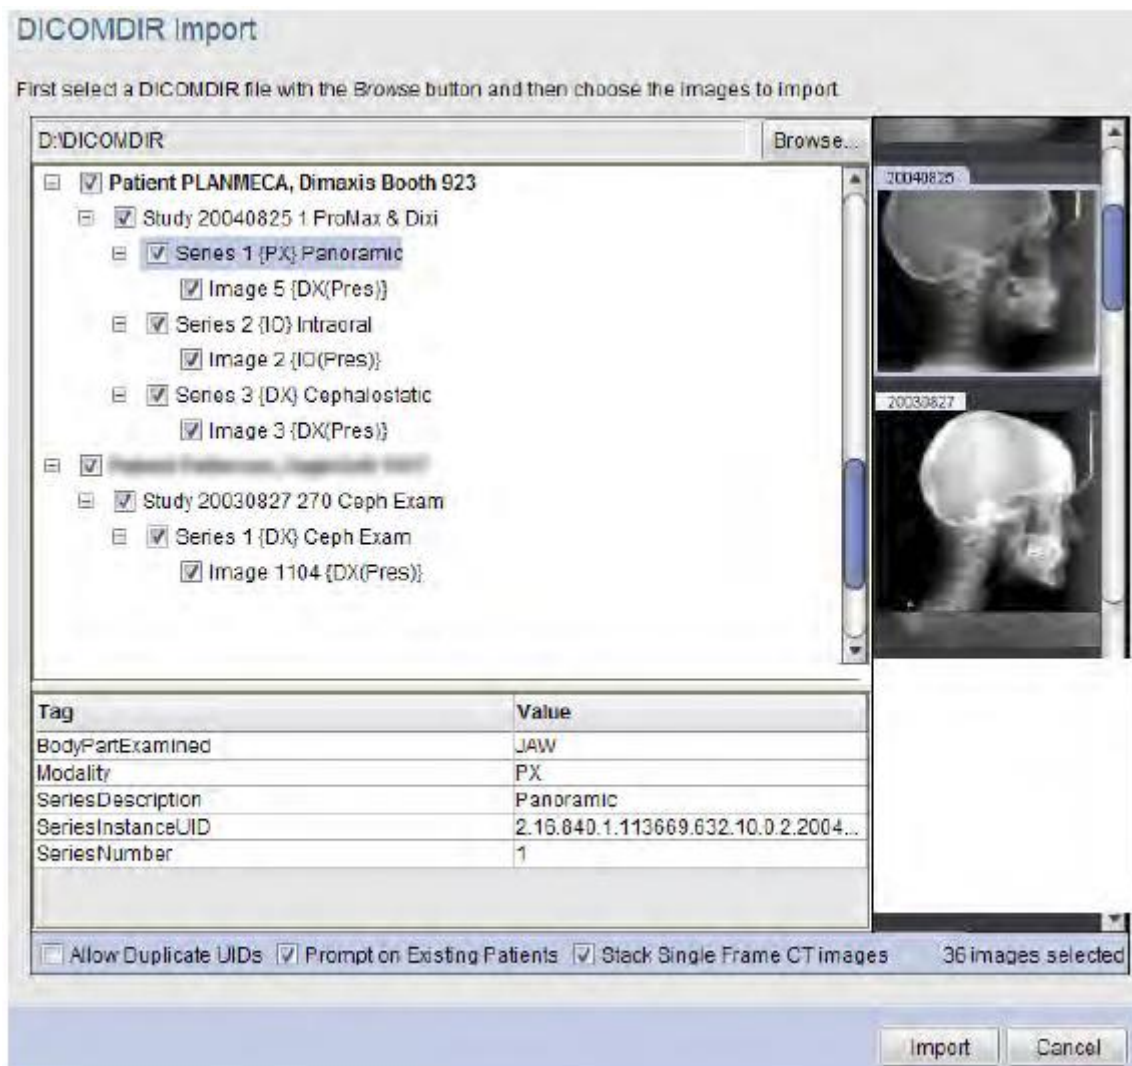 DICOMDIR Import
First select a DICOMDIR file with the Browse button and then choose the images to import.
D:\DICOMDIR
Browse...
Patient PLANMECA, Dimaxis Booth 923
Study 20040825 1 ProMax & Dixi
Series 1 {PX} Panoramic
Image 5 {DX(Pres)}
Series 2 {IO} Intraoral
Image 2 {IO(Pres)}
Series 3 {DX} Cephalostatic
Image 3 {DX(Pres)}
Study 20030827 270 Ceph Exam
Series 1 {DX} Ceph Exam
Image 1104 {DX(Pres)}
20040825
20030827
Tag Value
BodyPartExamined JAW
Modality PX
SeriesDescription Panoramic
SeriesInstanceUID 2.16.840.1.113669.632.10.0.2.2004...
SeriesNumber 1
Allow Duplicate UIDs Prompt on Existing Patients Stack Single Frame CT images 36 images selected
Import Cancel